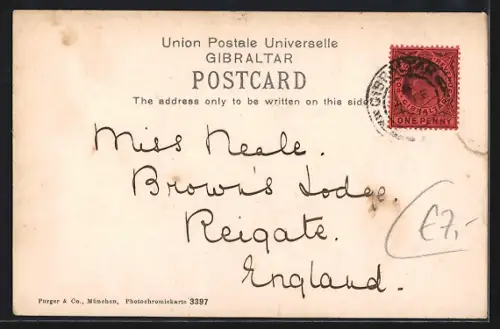 Union Postale Universelle
GIBRALTAR
POSTCARD
The address only to be written on this side
GIBRALTAR
ONE PENNY
Miss Neale.
Brown's Lodge.
Reigate.
England.
€7,-
Purger & Co., München, Photochromiekarte 3397